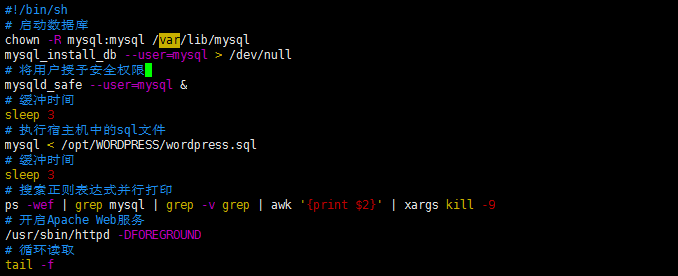 #!/bin/sh
# 启动数据库
chown -R mysql:mysql /var/lib/mysql
mysql_install_db --user=mysql > /dev/null
# 将用户授予安全权限
mysqld_safe --user=mysql &
# 缓冲时间
sleep 3
# 执行宿主机中的sql文件
mysql < /opt/WORDPRESS/wordpress.sql
# 缓冲时间
sleep 3
# 搜索正则表达式并行打印
ps -wef | grep mysql | grep -v grep | awk '{print $2}' | xargs kill -9
# 开启Apache Web服务
/usr/sbin/httpd -DFOREGROUND
# 循环读取
tail -f